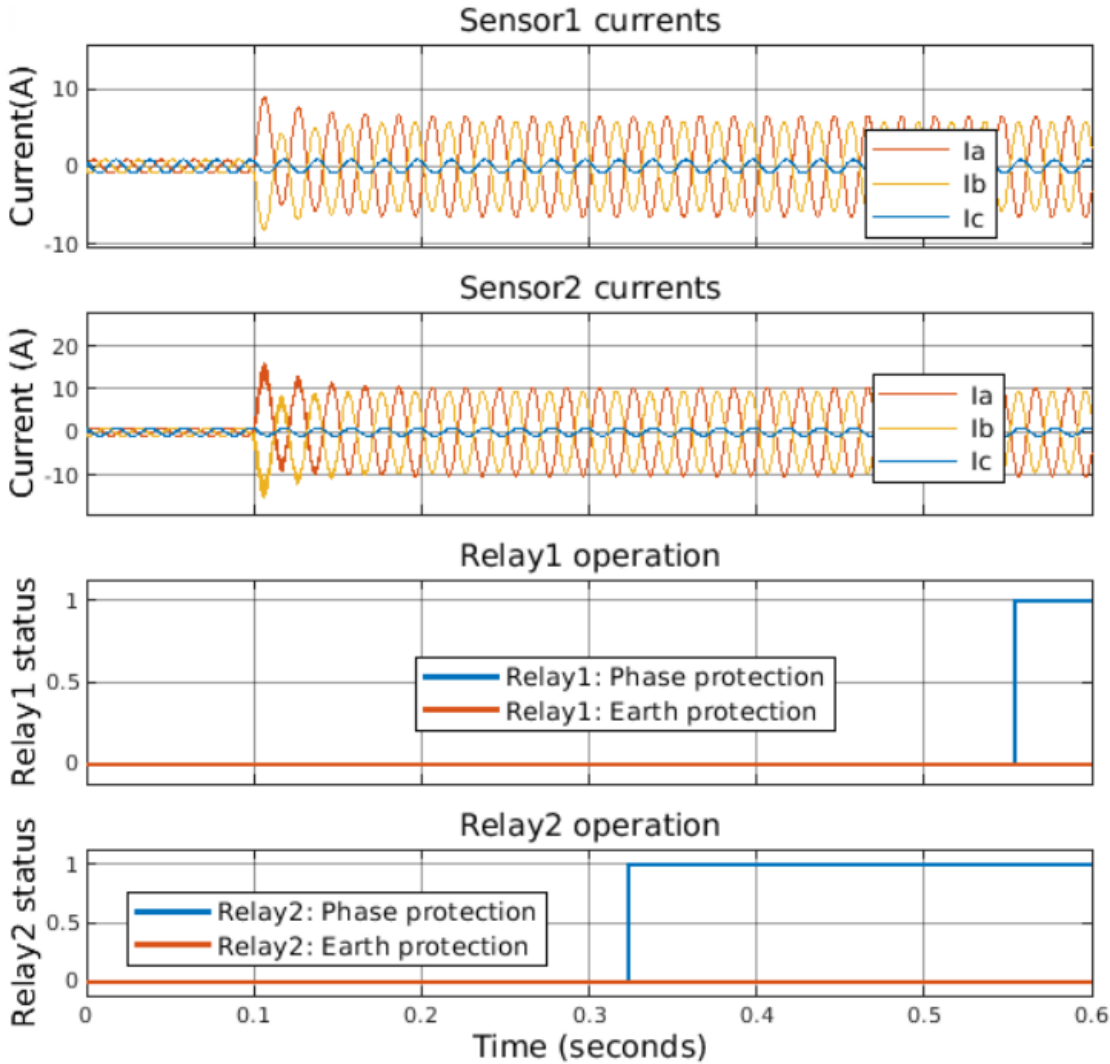 Sensor1 currents
Current(A)
10
0
-10
Ia
Ib
Ic
Sensor2 currents
Current (A)
20
10
0
-10
Ia
Ib
Ic
Relay1 operation
Relay1 status
1
0.5
0
Relay1: Phase protection
Relay1: Earth protection
Relay2 operation
Relay2 status
1
0.5
0
Relay2: Phase protection
Relay2: Earth protection
0 0.1 0.2 0.3 0.4 0.5 0.6
Time (seconds)